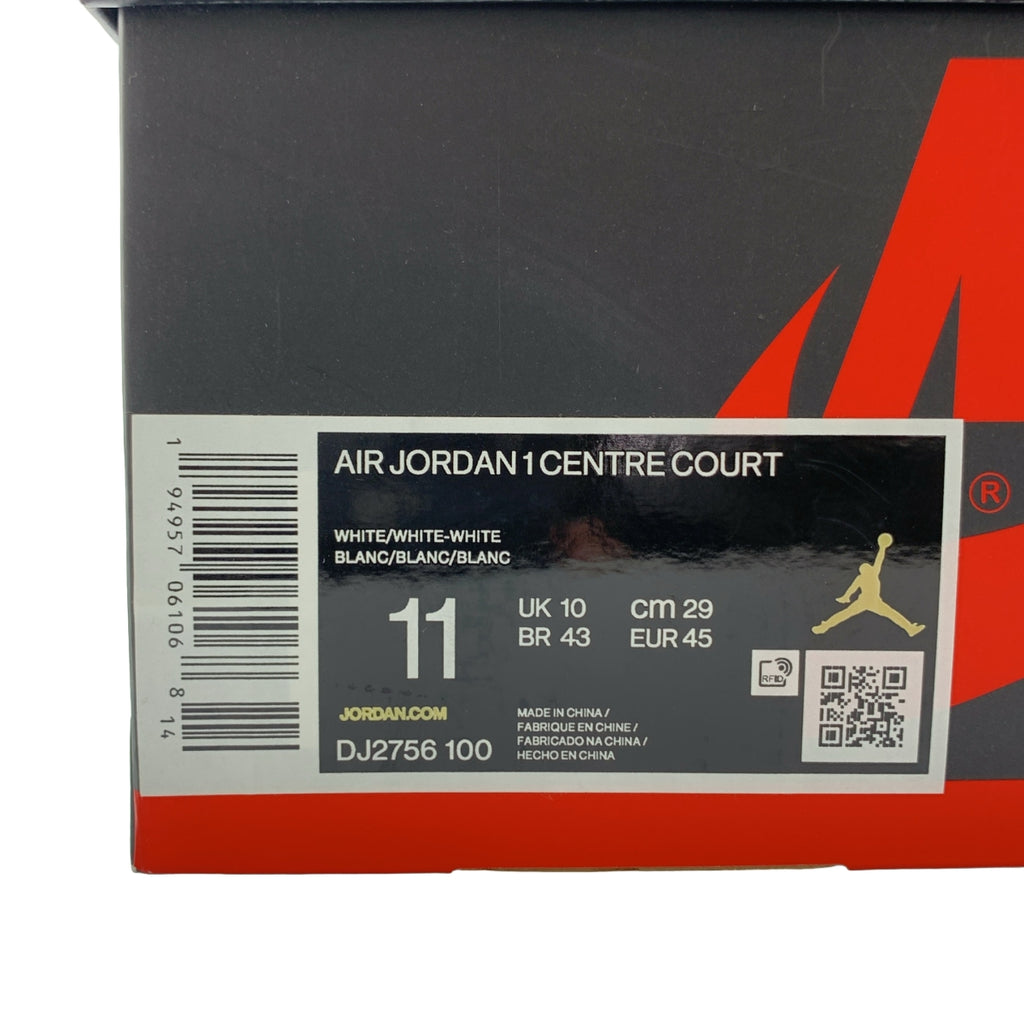 AIR JORDAN 1 CENTRE COURT
WHITE/WHITE-WHITE
BLANC/BLANC/BLANC
11
UK 10 cm 29
BR 43 EUR 45
RFID
JORDAN.COM
DJ2756 100
MADE IN CHINA /
FABRIQUE EN CHINE /
FABRICADO NA CHINA /
HECHO EN CHINA
1 94957 06106 8 14
®